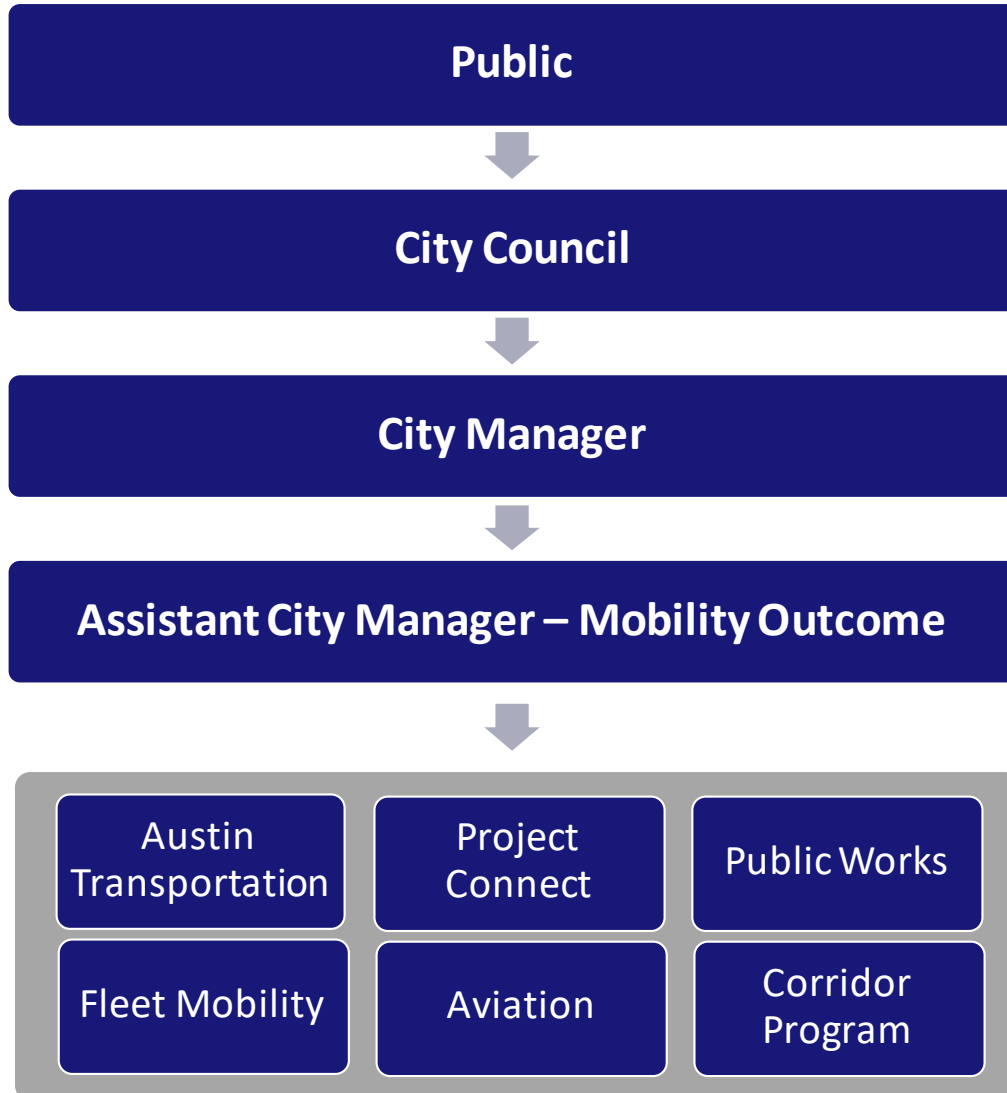 Public
City Council
City Manager
Assistant City Manager – Mobility Outcome
Austin
Transportation
Project
Connect
Public Works
Fleet Mobility
Aviation
Corridor
Program